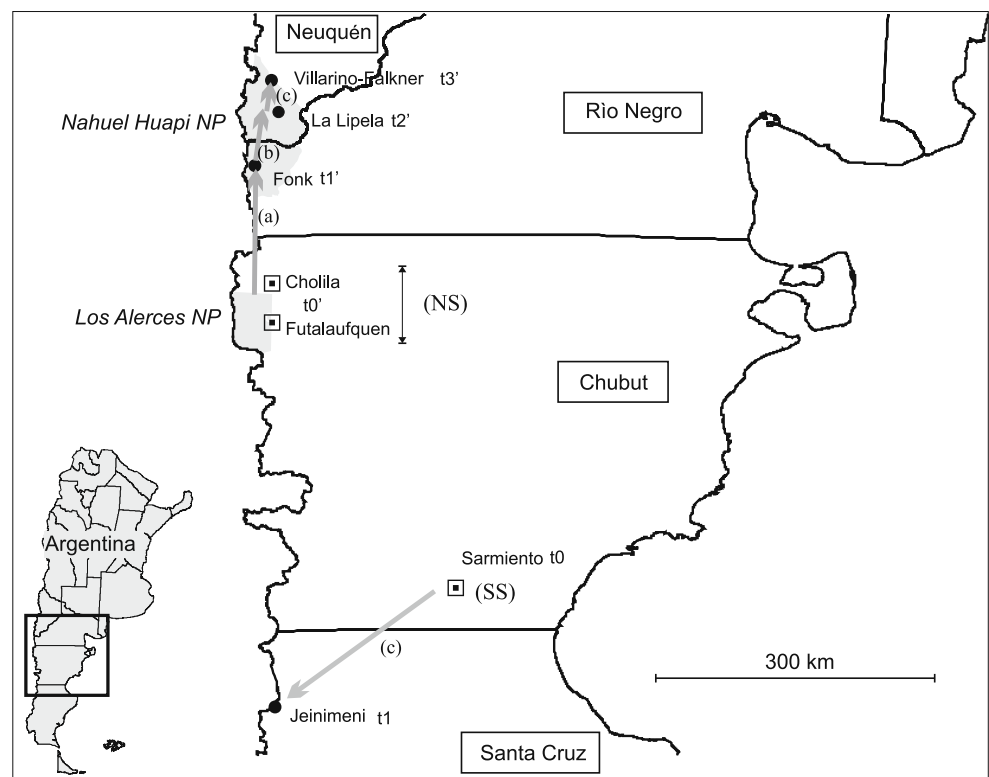 Neuquén
Villarino-Falkner t3'
(c)
La Lipela t2'
Nahuel Huapi NP
Rìo Negro
(b)
Fonk t1'
(a)
Cholila
t0'
(NS)
Los Alerces NP
Futalaufquen
Chubut
Argentina
Sarmiento t0
(SS)
(c)
300 km
Jeinimeni t1
Santa Cruz